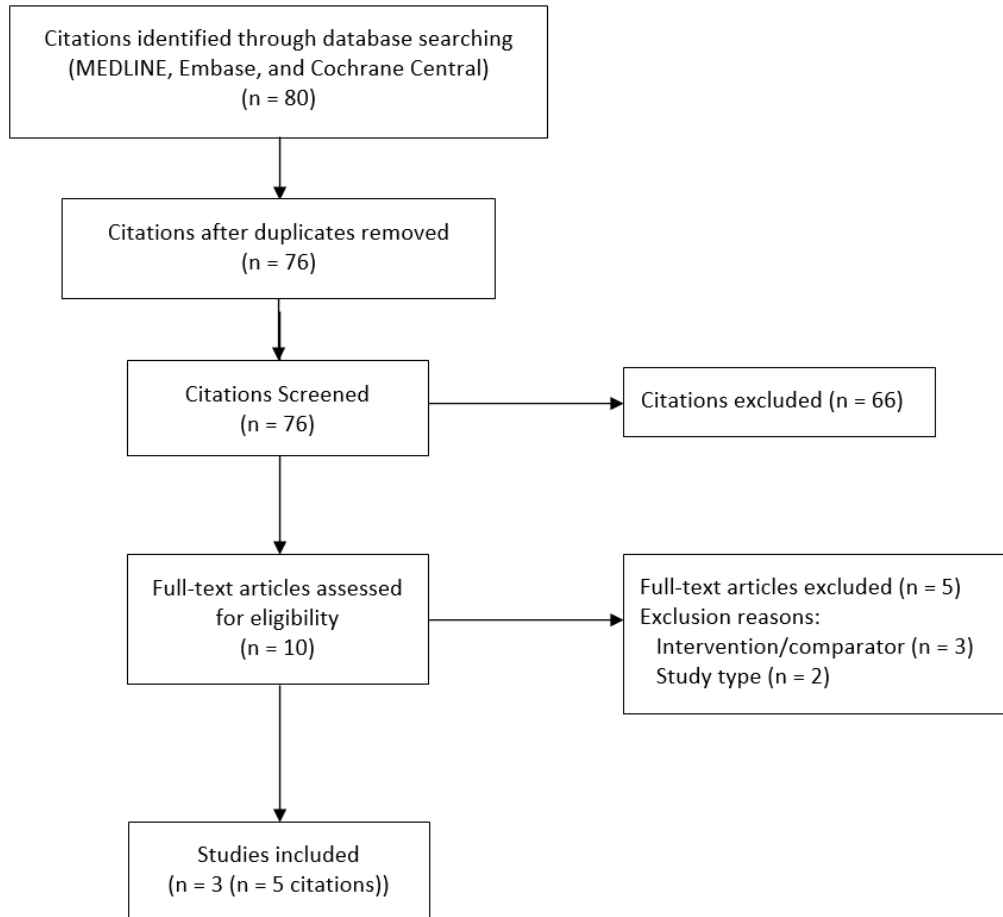 Citations identified through database searching
(MEDLINE, Embase, and Cochrane Central)
(n = 80)
Citations after duplicates removed
(n = 76)
Citations Screened
(n = 76)
Citations excluded (n = 66)
Full-text articles assessed
for eligibility
(n = 10)
Full-text articles excluded (n = 5)
Exclusion reasons:
Intervention/comparator (n = 3)
Study type (n = 2)
Studies included
(n = 3 (n = 5 citations))